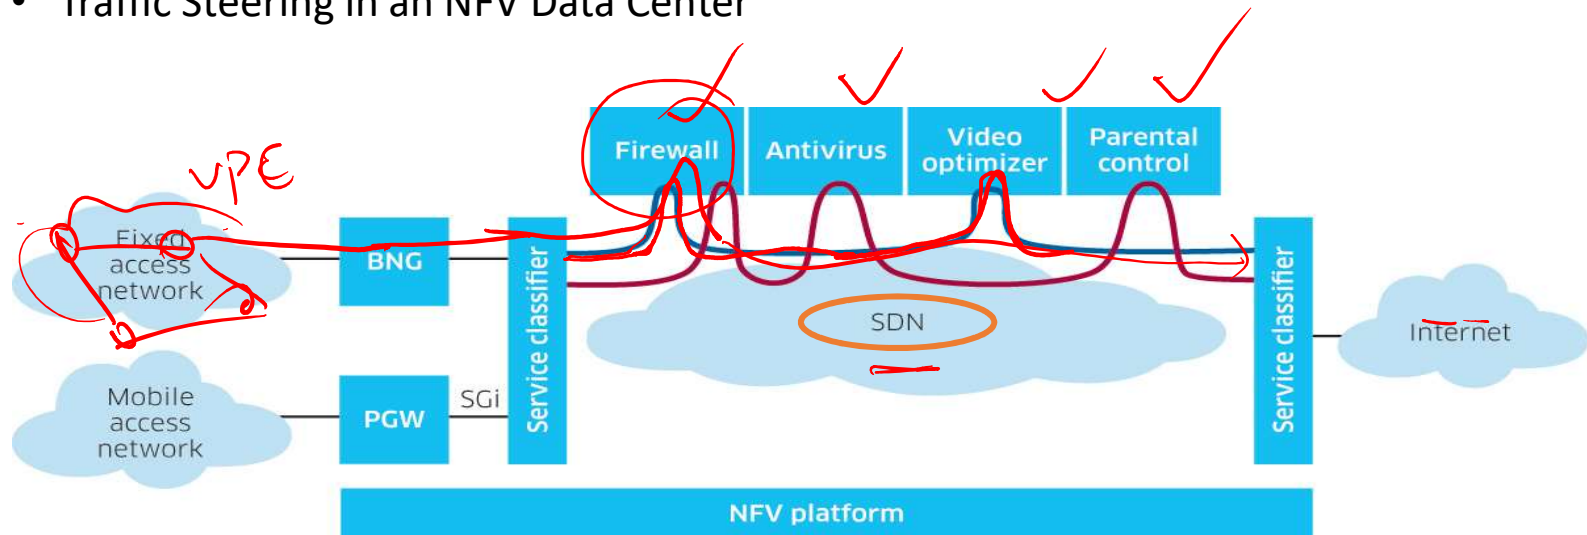 • Traffic Steering in an NFV Data Center
vPE
Firewall
Antivirus
Video
optimizer
Parental
control
Fixed
access
network
BNG
Service classifier
SDN
Service classifier
Internet
Mobile
access
network
PGW
SGi
NFV platform